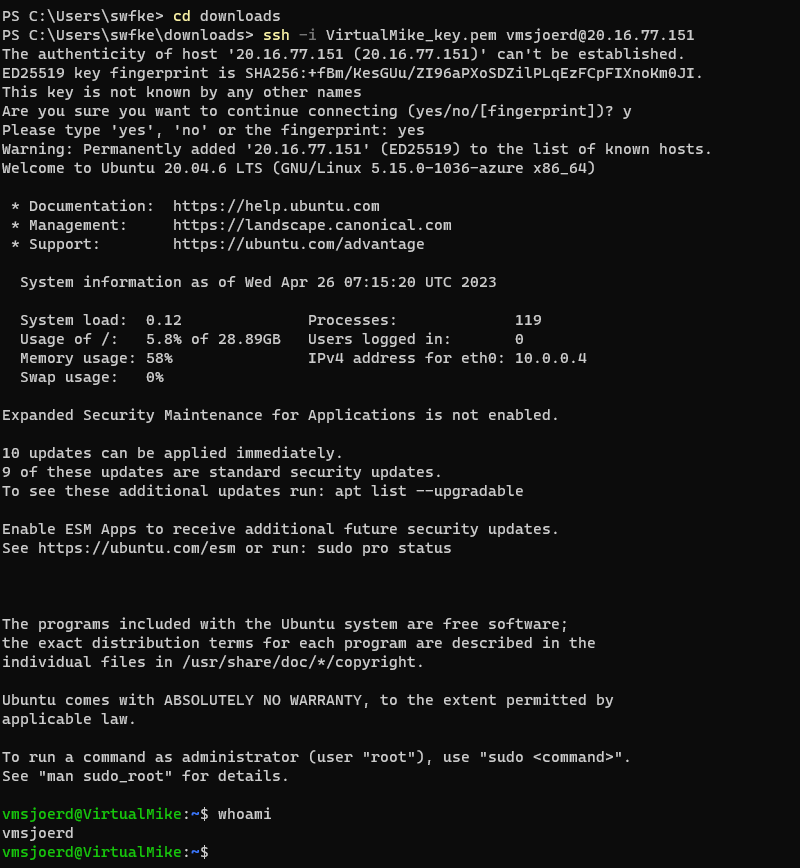 PS C:\Users\swfke> cd downloads
PS C:\Users\swfke\downloads> ssh -i VirtualMike_key.pem vmsjoerd@20.16.77.151
The authenticity of host '20.16.77.151 (20.16.77.151)' can't be established.
ED25519 key fingerprint is SHA256:+fBm/KesGUu/ZI96aPXoSDZilPLqEzFCpFIXnoKm0JI.
This key is not known by any other names
Are you sure you want to continue connecting (yes/no/[fingerprint])? y
Please type 'yes', 'no' or the fingerprint: yes
Warning: Permanently added '20.16.77.151' (ED25519) to the list of known hosts.
Welcome to Ubuntu 20.04.6 LTS (GNU/Linux 5.15.0-1036-azure x86_64)

 * Documentation:  https://help.ubuntu.com
 * Management:     https://landscape.canonical.com
 * Support:        https://ubuntu.com/advantage

  System information as of Wed Apr 26 07:15:20 UTC 2023

  System load:  0.12              Processes:             119
  Usage of /:   5.8% of 28.89GB   Users logged in:       0
  Memory usage: 58%               IPv4 address for eth0: 10.0.0.4
  Swap usage:   0%

Expanded Security Maintenance for Applications is not enabled.

10 updates can be applied immediately.
9 of these updates are standard security updates.
To see these additional updates run: apt list --upgradable

Enable ESM Apps to receive additional future security updates.
See https://ubuntu.com/esm or run: sudo pro status

The programs included with the Ubuntu system are free software;
the exact distribution terms for each program are described in the
individual files in /usr/share/doc/*/copyright.

Ubuntu comes with ABSOLUTELY NO WARRANTY, to the extent permitted by
applicable law.

To run a command as administrator (user "root"), use "sudo <command>".
See "man sudo_root" for details.

vmsjoerd@VirtualMike:~$ whoami
vmsjoerd
vmsjoerd@VirtualMike:~$